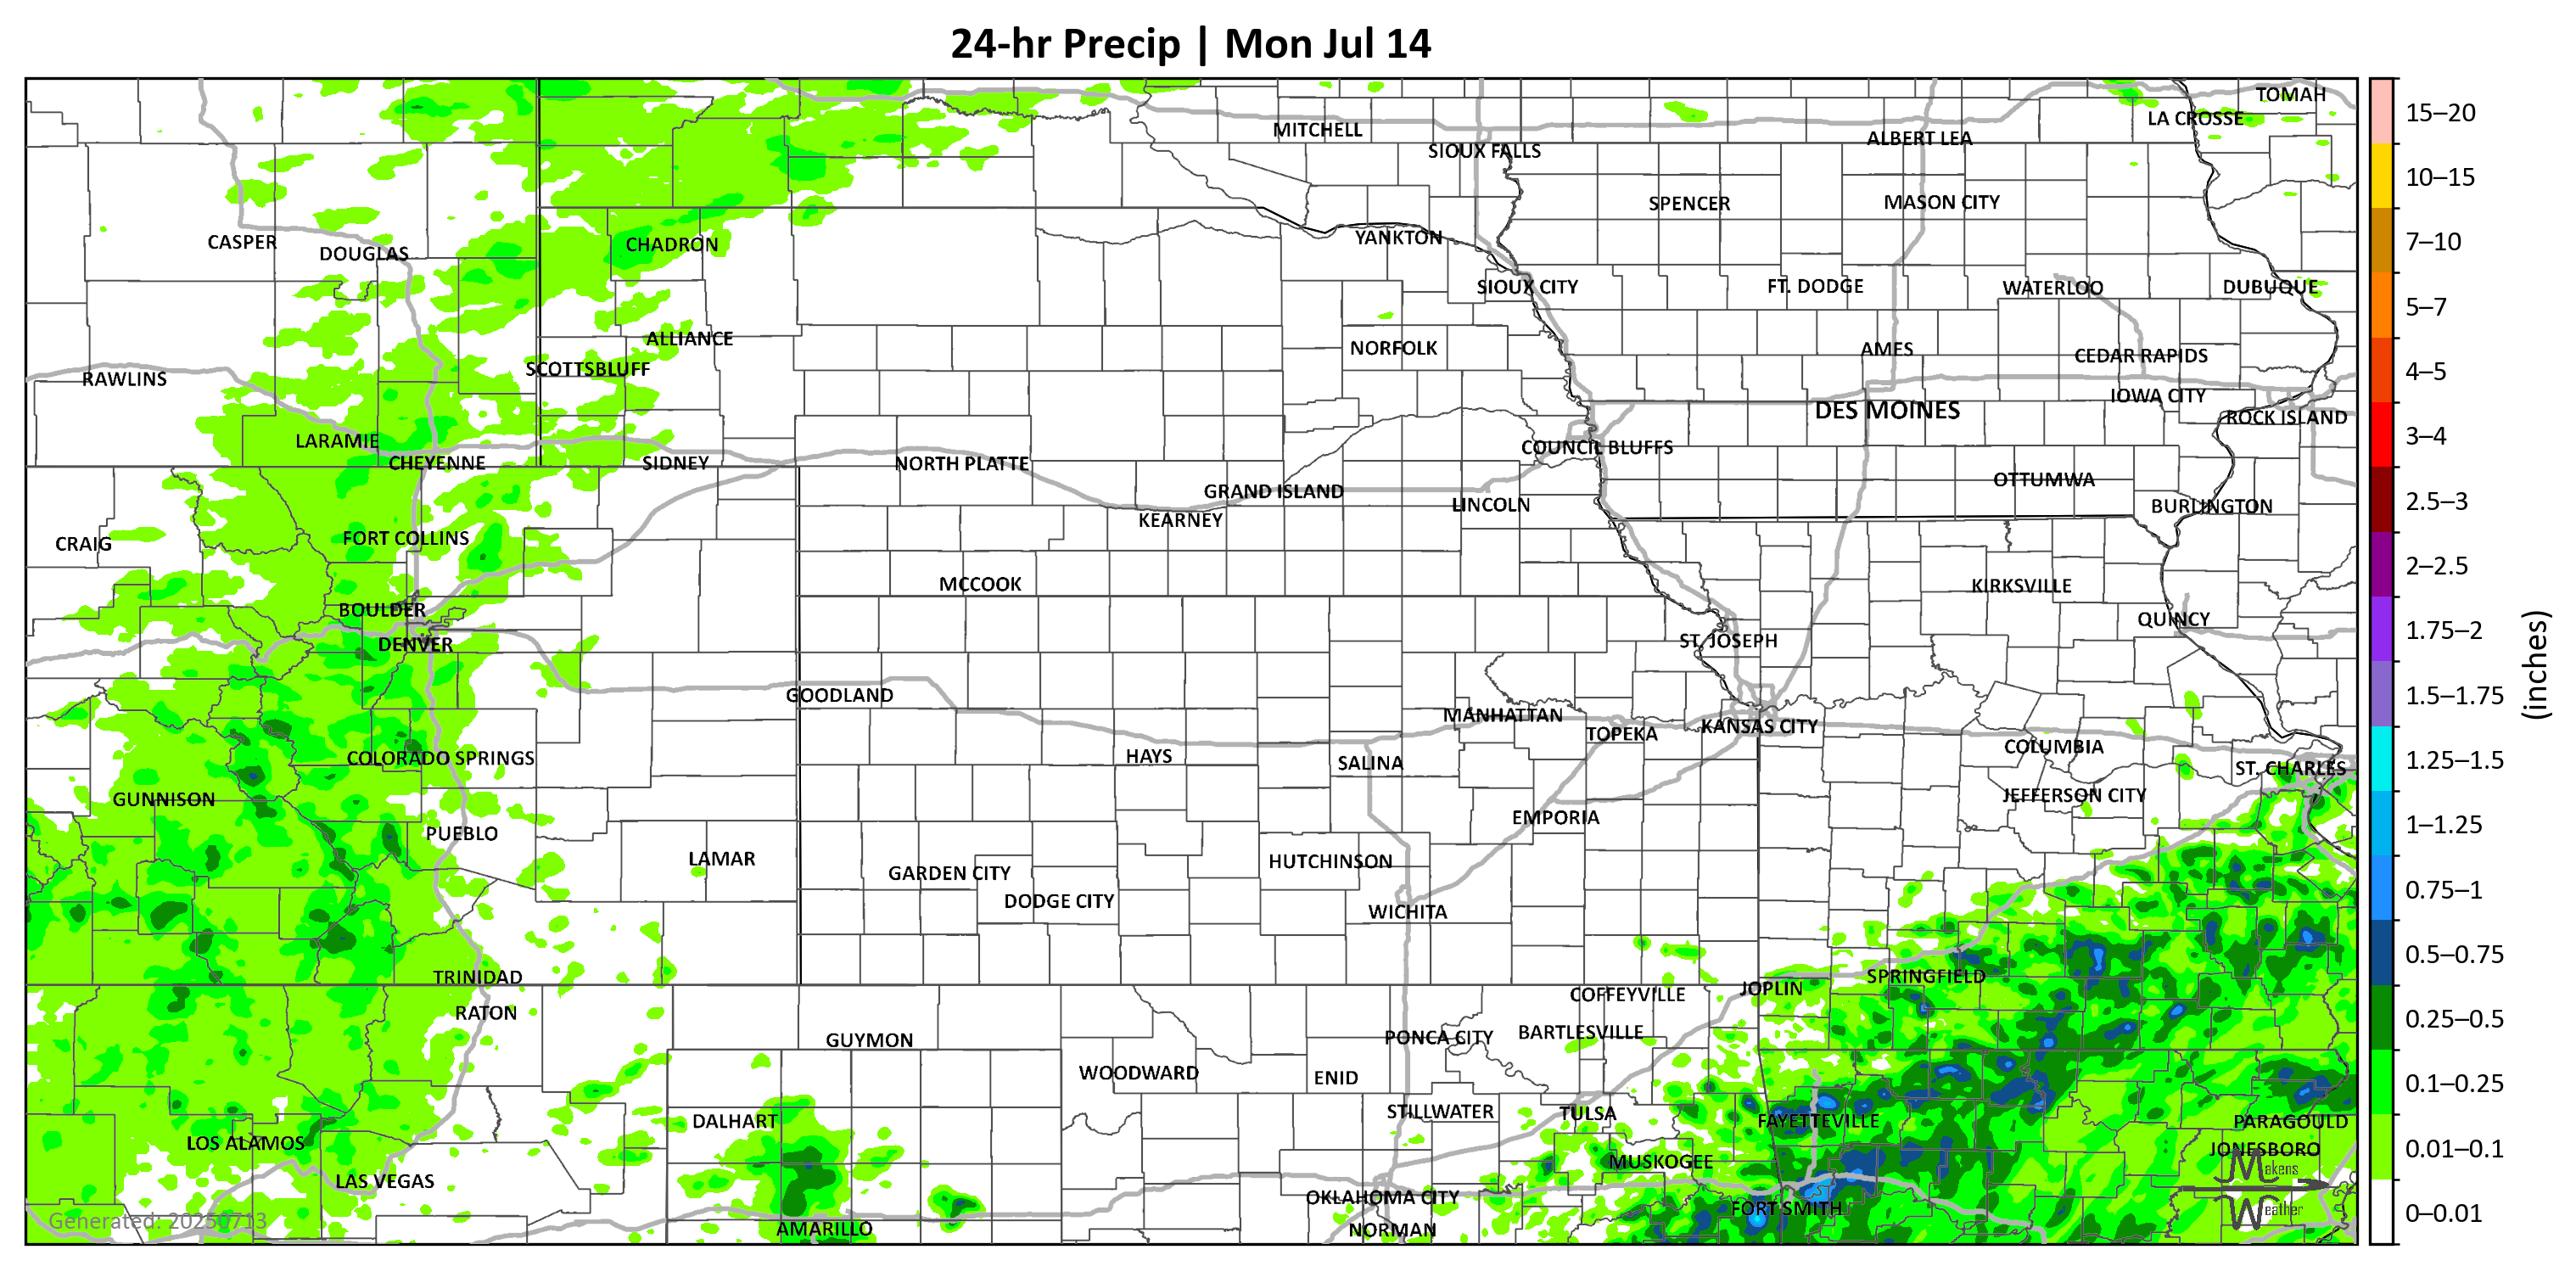 24-hr Precip | Mon Jul 14
TOMAH
LA CROSSE
MITCHELL
ALBERT LEA
SIOUX FALLS
SPENCER
MASON CITY
CASPER
DOUGLAS
CHADRON
YANKTON
SIOUX CITY
FT. DODGE
WATERLOO
DUBUQUE
ALLIANCE
NORFOLK
AMES
CEDAR RAPIDS
RAWLINS
SCOTTSBLUFF
IOWA CITY
DES MOINES
ROCK ISLAND
LARAMIE
COUNCIL BLUFFS
CHEYENNE
SIDNEY
NORTH PLATTE
OTTUMWA
GRAND ISLAND
LINCOLN
BURLINGTON
KEARNEY
CRAIG
FORT COLLINS
MCCOOK
KIRKSVILLE
BOULDER
QUINCY
DENVER
ST. JOSEPH
GOODLAND
MANHATTAN
TOPEKA
KANSAS CITY
COLUMBIA
COLORADO SPRINGS
HAYS
SALINA
ST. CHARLES
GUNNISON
JEFFERSON CITY
EMPORIA
PUEBLO
LAMAR
HUTCHINSON
GARDEN CITY
DODGE CITY
WICHITA
TRINIDAD
SPRINGFIELD
JOPLIN
COFFEYVILLE
RATON
GUYMON
PONCA CITY
BARTLESVILLE
WOODWARD
ENID
STILLWATER
TULSA
DALHART
FAYETTEVILLE
PARAGOULD
LOS ALAMOS
JONESBORO
MUSKOGEE
LAS VEGAS
OKLAHOMA CITY
FORT SMITH
AMARILLO
NORMAN
Generated: 20250713
Makens
Weather
15–20
10–15
7–10
5–7
4–5
3–4
2.5–3
2–2.5
1.75–2
1.5–1.75
1.25–1.5
1–1.25
0.75–1
0.5–0.75
0.25–0.5
0.1–0.25
0.01–0.1
0–0.01
(inches)